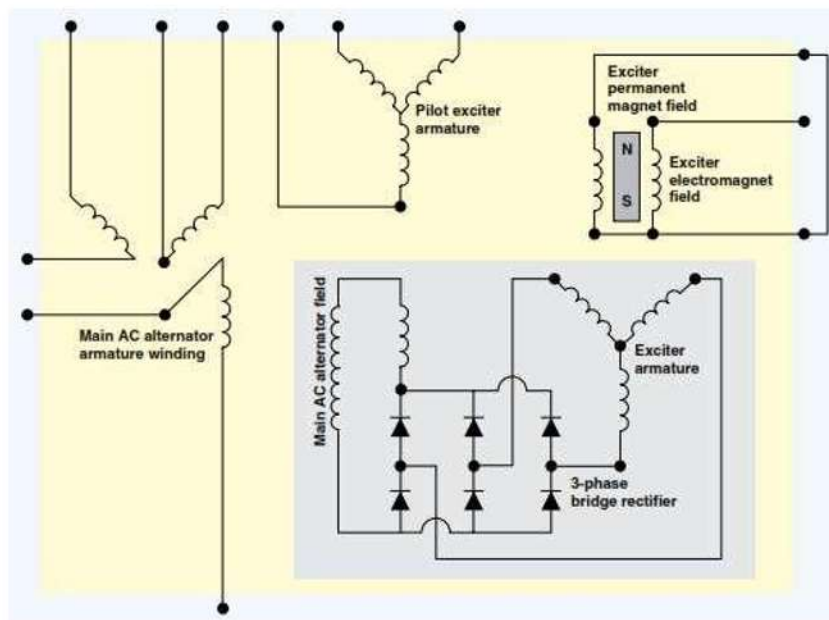 Exciter
permanent
magnet field
Pilot exciter
armature
N
S
Exciter
electromagnet
field
Main AC alternator
armature winding
Main AC alternator field
Exciter
armature
3-phase
bridge rectifier